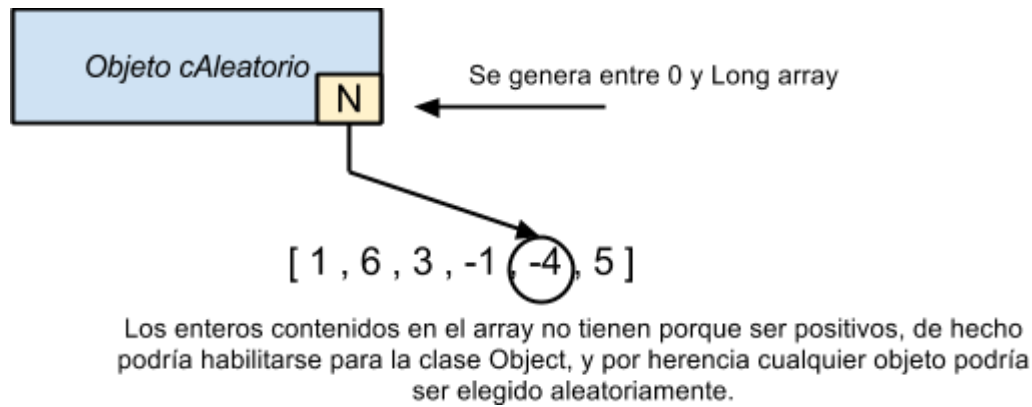 Objeto cAleatorio
N
Se genera entre 0 y Long array
[ 1 , 6 , 3 , -1 , -4 , 5 ]
Los enteros contenidos en el array no tienen porque ser positivos, de hecho
podría habilitarse para la clase Object, y por herencia cualquier objeto podría
ser elegido aleatoriamente.